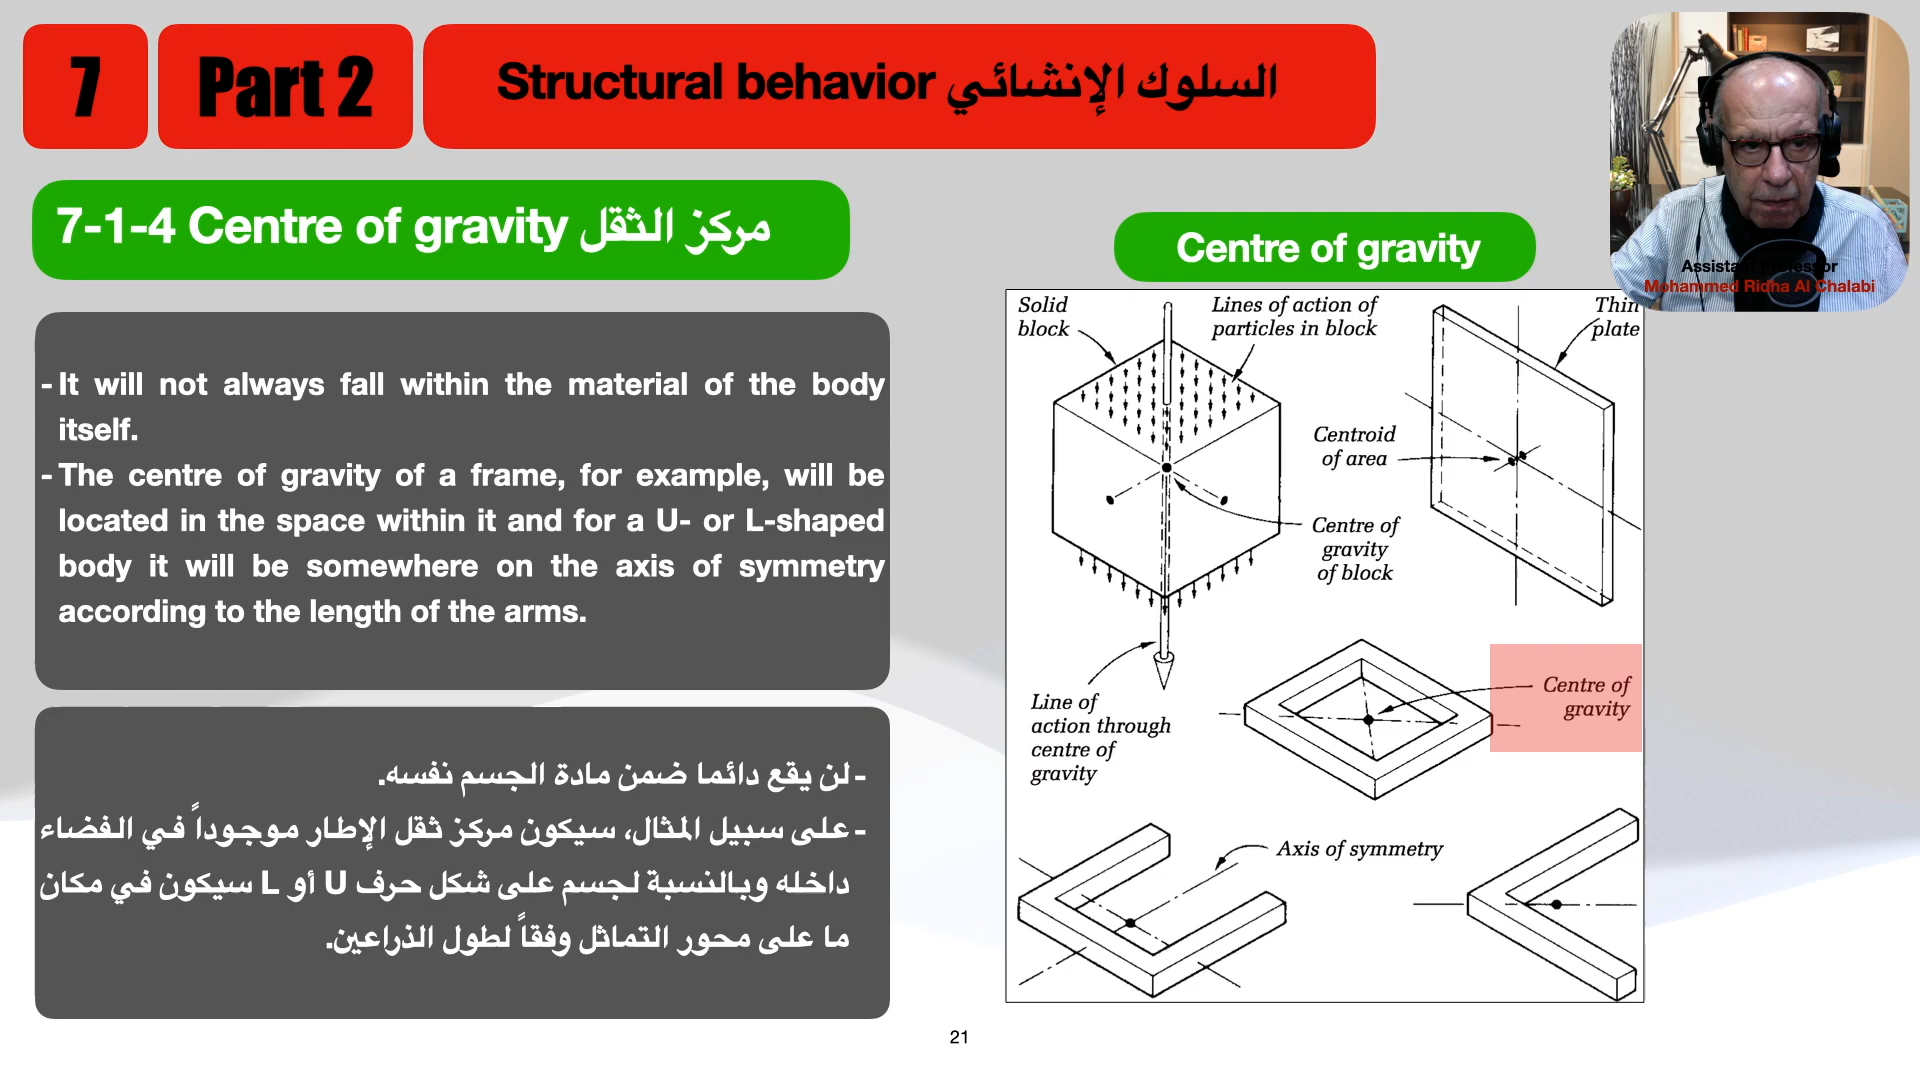 7
Part 2
Structural behavior السلوك الإنشائي
7-1-4 Centre of gravity مركز الثقل
- It will not always fall within the material of the body
itself.
- The centre of gravity of a frame, for example, will be
located in the space within it and for a U- or L-shaped
body it will be somewhere on the axis of symmetry
according to the length of the arms.
- لن يقع دائما ضمن مادة الجسم نفسه.
- على سبيل المثال، سيكون مركز ثقل الإطار موجوداً في الفضاء
داخله وبالنسبة لجسم على شكل حرف U أو L سيكون في مكان
ما على محور التماثل وفقاً لطول الذراعين.
Centre of gravity
Solid
block
Lines of action of
particles in block
Thin
plate
Centroid
of area
Centre of
gravity
of block
Line of
action through
centre of
gravity
Centre of
gravity
Axis of symmetry
Assistant Professor
Mohammed Ridha Al Chalabi
21